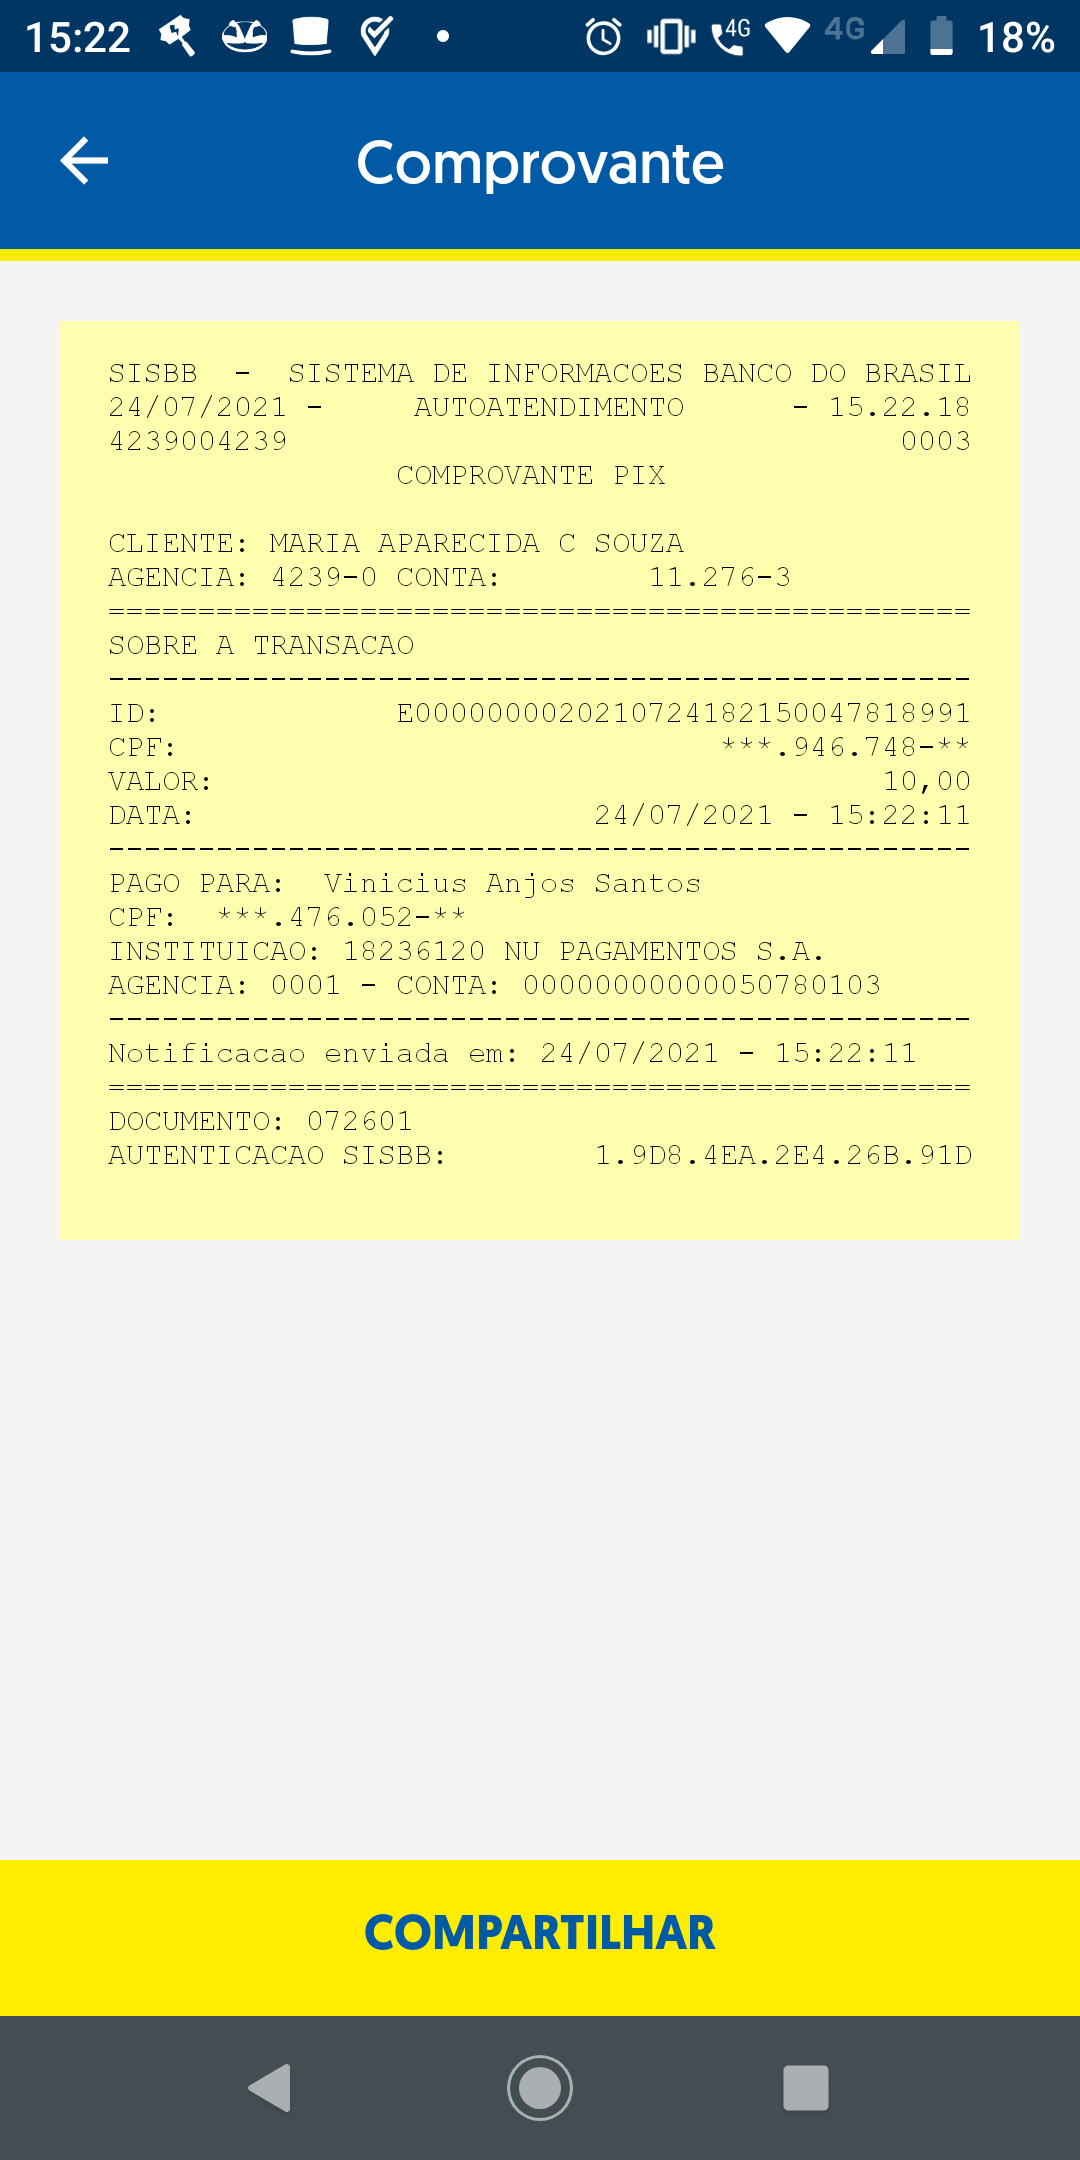 15:22 4G 4G 18%
Comprovante
SISBB - SISTEMA DE INFORMACOES BANCO DO BRASIL
24/07/2021 - AUTOATENDIMENTO - 15.22.18
4239004239 0003
COMPROVANTE PIX
CLIENTE: MARIA APARECIDA C SOUZA
AGENCIA: 4239-0 CONTA: 11.276-3
================================================
SOBRE A TRANSACAO
------------------------------------------------
ID: E00000000202107241821500478​18991
CPF: ***.946.748-**
VALOR: 10,00
DATA: 24/07/2021 - 15:22:11
------------------------------------------------
PAGO PARA: Vinicius Anjos Santos
CPF: ***.476.052-**
INSTITUICAO: 18236120 NU PAGAMENTOS S.A.
AGENCIA: 0001 - CONTA: 00000000000050780103
------------------------------------------------
Notificacao enviada em: 24/07/2021 - 15:22:11
================================================
DOCUMENTO: 072601
AUTENTICACAO SISBB: 1.9D8.4EA.2E4.26B.91D
COMPARTILHAR